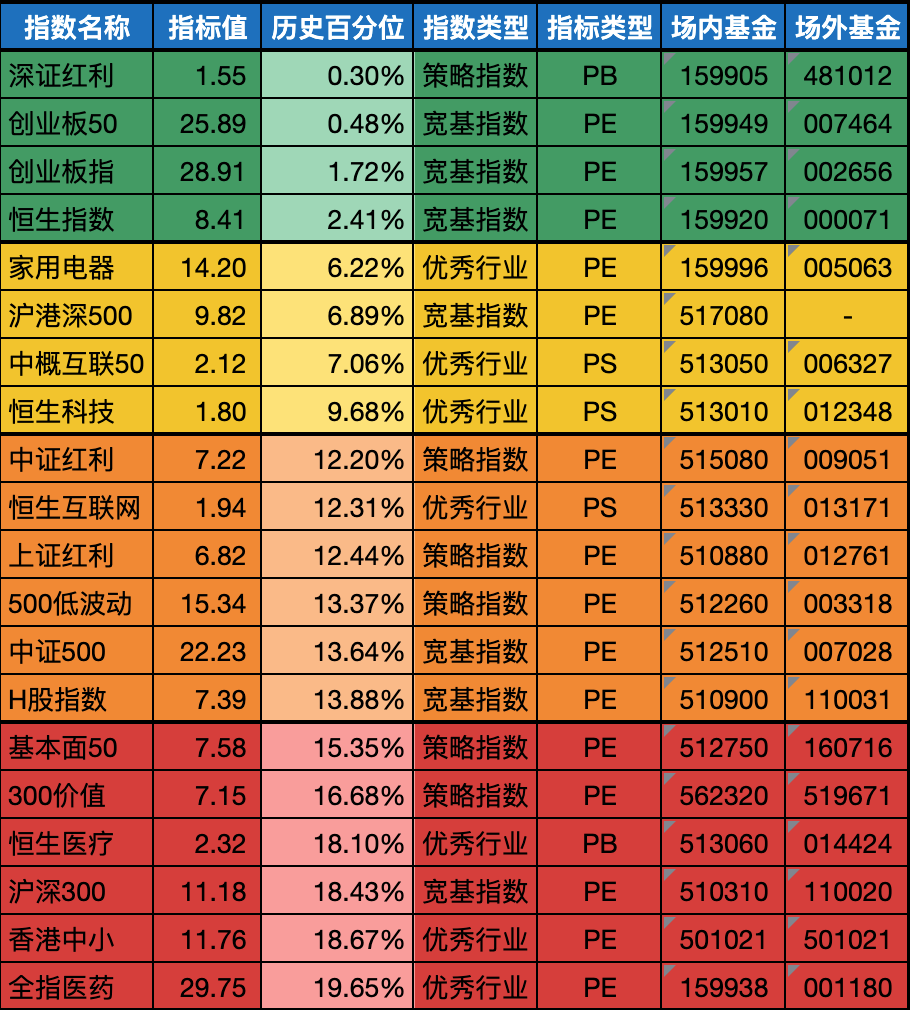 指数名称 指标值 历史百分位 指数类型 指标类型 场内基金 场外基金
深证红利 1.55 0.30% 策略指数 PB 159905 481012
创业板50 25.89 0.48% 宽基指数 PE 159949 007464
创业板指 28.91 1.72% 宽基指数 PE 159957 002656
恒生指数 8.41 2.41% 宽基指数 PE 159920 000071
家用电器 14.20 6.22% 优秀行业 PE 159996 005063
沪港深500 9.82 6.89% 宽基指数 PE 517080 -
中概互联50 2.12 7.06% 优秀行业 PS 513050 006327
恒生科技 1.80 9.68% 优秀行业 PS 513010 012348
中证红利 7.22 12.20% 策略指数 PE 515080 009051
恒生互联网 1.94 12.31% 优秀行业 PS 513330 013171
上证红利 6.82 12.44% 策略指数 PE 510880 012761
500低波动 15.34 13.37% 策略指数 PE 512260 003318
中证500 22.23 13.64% 宽基指数 PE 512510 007028
H股指数 7.39 13.88% 宽基指数 PE 510900 110031
基本面50 7.58 15.35% 策略指数 PE 512750 160716
300价值 7.15 16.68% 策略指数 PE 562320 519671
恒生医疗 2.32 18.10% 优秀行业 PB 513060 014424
沪深300 11.18 18.43% 宽基指数 PE 510310 110020
香港中小 11.76 18.67% 优秀行业 PE 501021 501021
全指医药 29.75 19.65% 优秀行业 PE 159938 001180